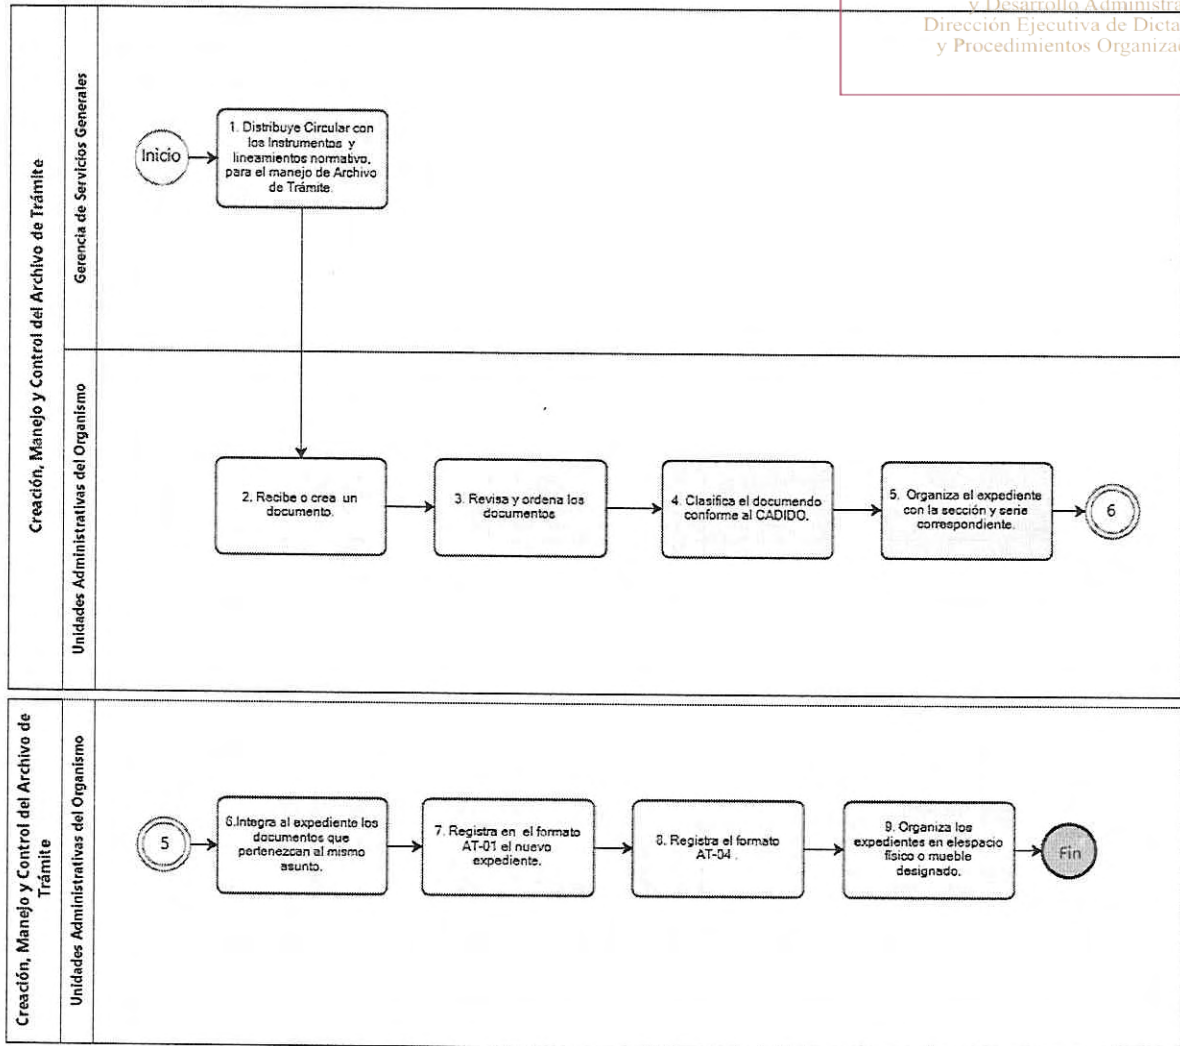 y Desarrollo Administra
Dirección Ejecutiva de Dicta
y Procedimientos Organiza
Creación, Manejo y Control del Archivo de Trámite
Gerencia de Servicios Generales
Inicio
1. Distribuye Circular con
los Instrumentos y
lineamientos normativo,
para el manejo de Archivo
de Trámite.
Unidades Administrativas del Organismo
2. Recibe o crea un
documento.
3. Revisa y ordena los
documentos
4. Clasifica el documendo
conforme al CADIDO.
5. Organiza el expediente
con la sección y serie
correspondiente.
6
Creación, Manejo y Control del Archivo de
Trámite
Unidades Administrativas del Organismo
5
6.Integra al expediente los
documentos que
pertenezcan al mismo
asunto.
7. Registra en el formato
AT-01 el nuevo
expediente.
8. Registra el formato
AT-04 .
9. Organiza los
expedientes en elespacio
físico o mueble
designado.
Fin